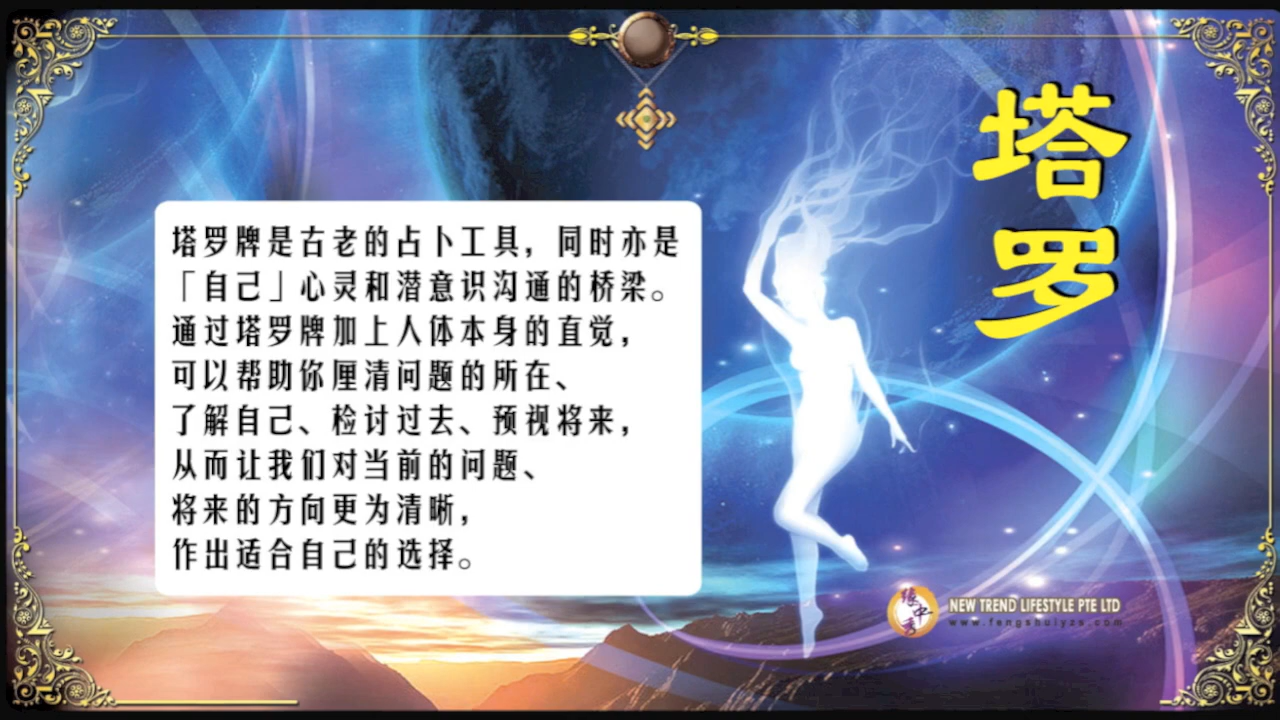 塔罗
塔罗牌是古老的占卜工具，同时亦是
「自己」心灵和潜意识沟通的桥梁。
通过塔罗牌加上人体本身的直觉，
可以帮助你厘清问题的所在、
了解自己、检讨过去、预视将来，
从而让我们对当前的问题、
将来的方向更为清晰，
作出适合自己的选择。
缘中秀
NEW TREND LIFESTYLE PTE LTD
www.fengshuiyzs.com